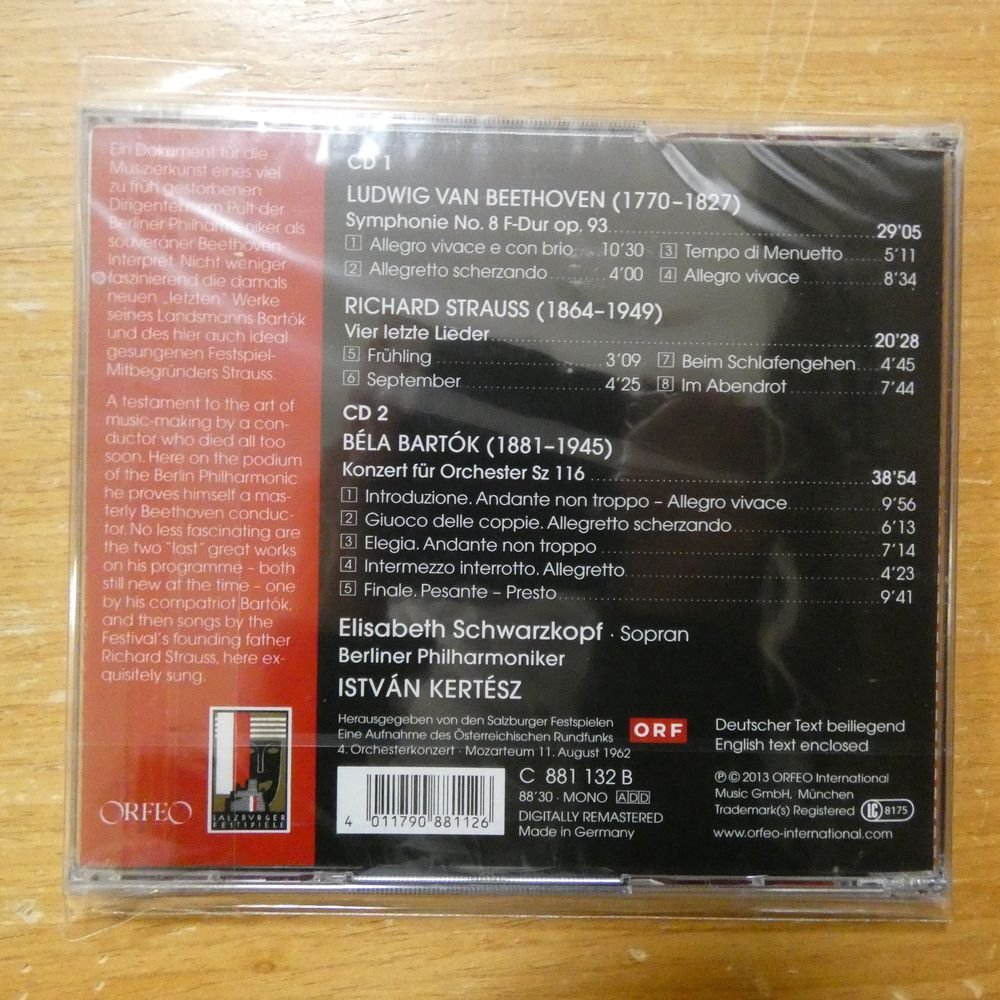 Ein Dokument für die
Musizierkunst eines viel
zu früh gestorbenen
Dirigenten am Pult der
Berliner Philharmoniker als
souveräner Beethoven-
Interpret. Nicht weniger
faszinierend die damals
neuen „letzten" Werke
seines Landsmanns Bartók
und des hier auch ideal
gesungenen Festspiel-
Mitbegründers Strauss.
A testament to the art of
music-making by a con-
ductor who died all too
soon. Here on the podium
of the Berlin Philharmonic
he proves himself a mas-
terly Beethoven conduc-
tor. No less fascinating are
the two "last" great works
on his programme – both
still new at the time – one
by his compatriot Bartók,
and then songs by the
Festival's founding father
Richard Strauss, here ex-
quisitely sung.
ORFEO
SALZBURGER
FESTSPIELE
CD 1
LUDWIG VAN BEETHOVEN (1770–1827)
Symphonie No. 8 F-Dur op. 93 29'05
1 Allegro vivace e con brio 10'30 3 Tempo di Menuetto 5'11
2 Allegretto scherzando 4'00 4 Allegro vivace 8'34
RICHARD STRAUSS (1864–1949)
Vier letzte Lieder 20'28
5 Frühling 3'09 7 Beim Schlafengehen 4'45
6 September 4'25 8 Im Abendrot 7'44
CD 2
BÉLA BARTÓK (1881–1945)
Konzert für Orchester Sz 116 38'54
1 Introduzione. Andante non troppo – Allegro vivace 9'56
2 Giuoco delle coppie. Allegretto scherzando 6'13
3 Elegia. Andante non troppo 7'14
4 Intermezzo interrotto. Allegretto 4'23
5 Finale. Pesante – Presto 9'41
Elisabeth Schwarzkopf · Sopran
Berliner Philharmoniker
ISTVÁN KERTÉSZ
Herausgegeben von den Salzburger Festspielen
Eine Aufnahme des Österreichischen Rundfunks
4. Orchesterkonzert · Mozarteum 11. August 1962
ORF
Deutscher Text beiliegend
English text enclosed
4 011790 881126
C 881 132 B
88'30 · MONO ADD
DIGITALLY REMASTERED
Made in Germany
℗ © 2013 ORFEO International
Music GmbH, München
Trademark(s) Registered LC 8175
www.orfeo-international.com